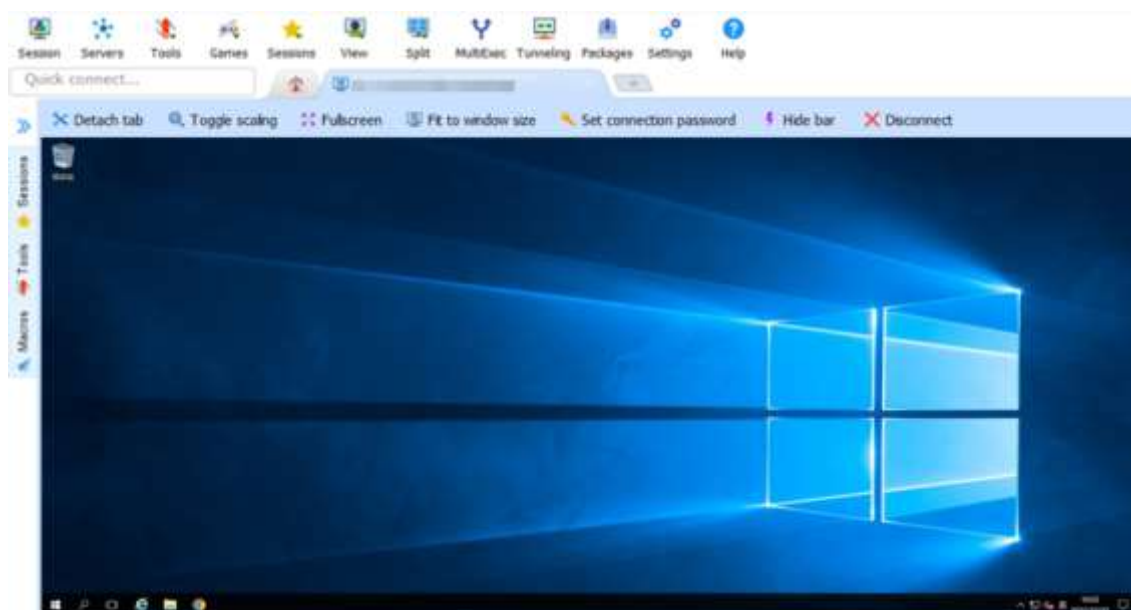 Session Servers Tools Games Sessions View Split MultiExec Tunneling Packages Settings Help
Quick connect...
Detach tab Toggle scaling Fullscreen Fit to window size Set connection password Hide bar Disconnect
Sessions
Tools
Macros